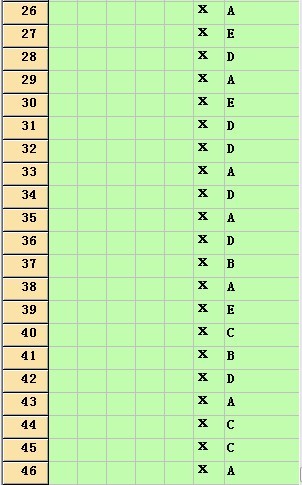 26 X A
27 X E
28 X D
29 X A
30 X E
31 X D
32 X D
33 X A
34 X D
35 X A
36 X D
37 X B
38 X A
39 X E
40 X C
41 X B
42 X D
43 X A
44 X C
45 X C
46 X A